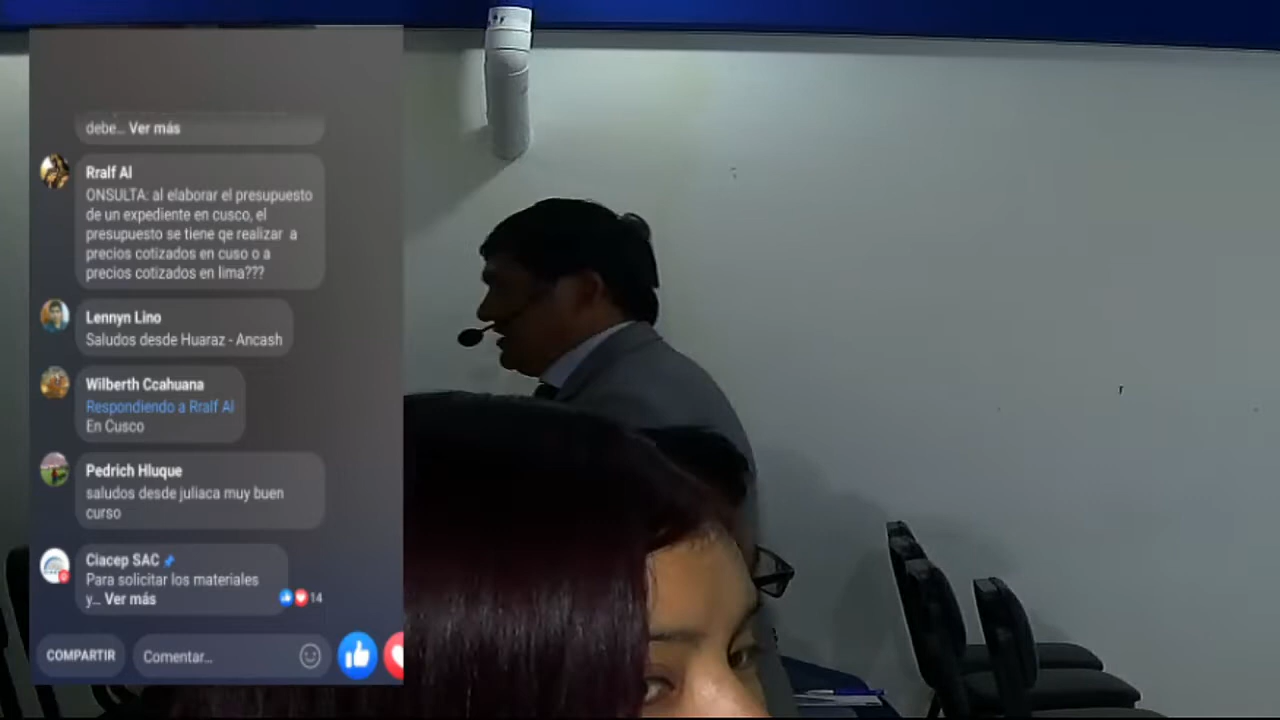 debe… Ver más
Rralf Al
ONSULTA: al elaborar el presupuesto
de un expediente en cusco, el
presupuesto se tiene qe realizar a
precios cotizados en cuso o a
precios cotizados en lima???
Lennyn Lino
Saludos desde Huaraz - Ancash
Wilberth Ccahuana
Respondiendo a Rralf Al
En Cusco
Pedrich Hluque
saludos desde juliaca muy buen
curso
Ciacep SAC
Para solicitar los materiales
y… Ver más
14
COMPARTIR
Comentar…